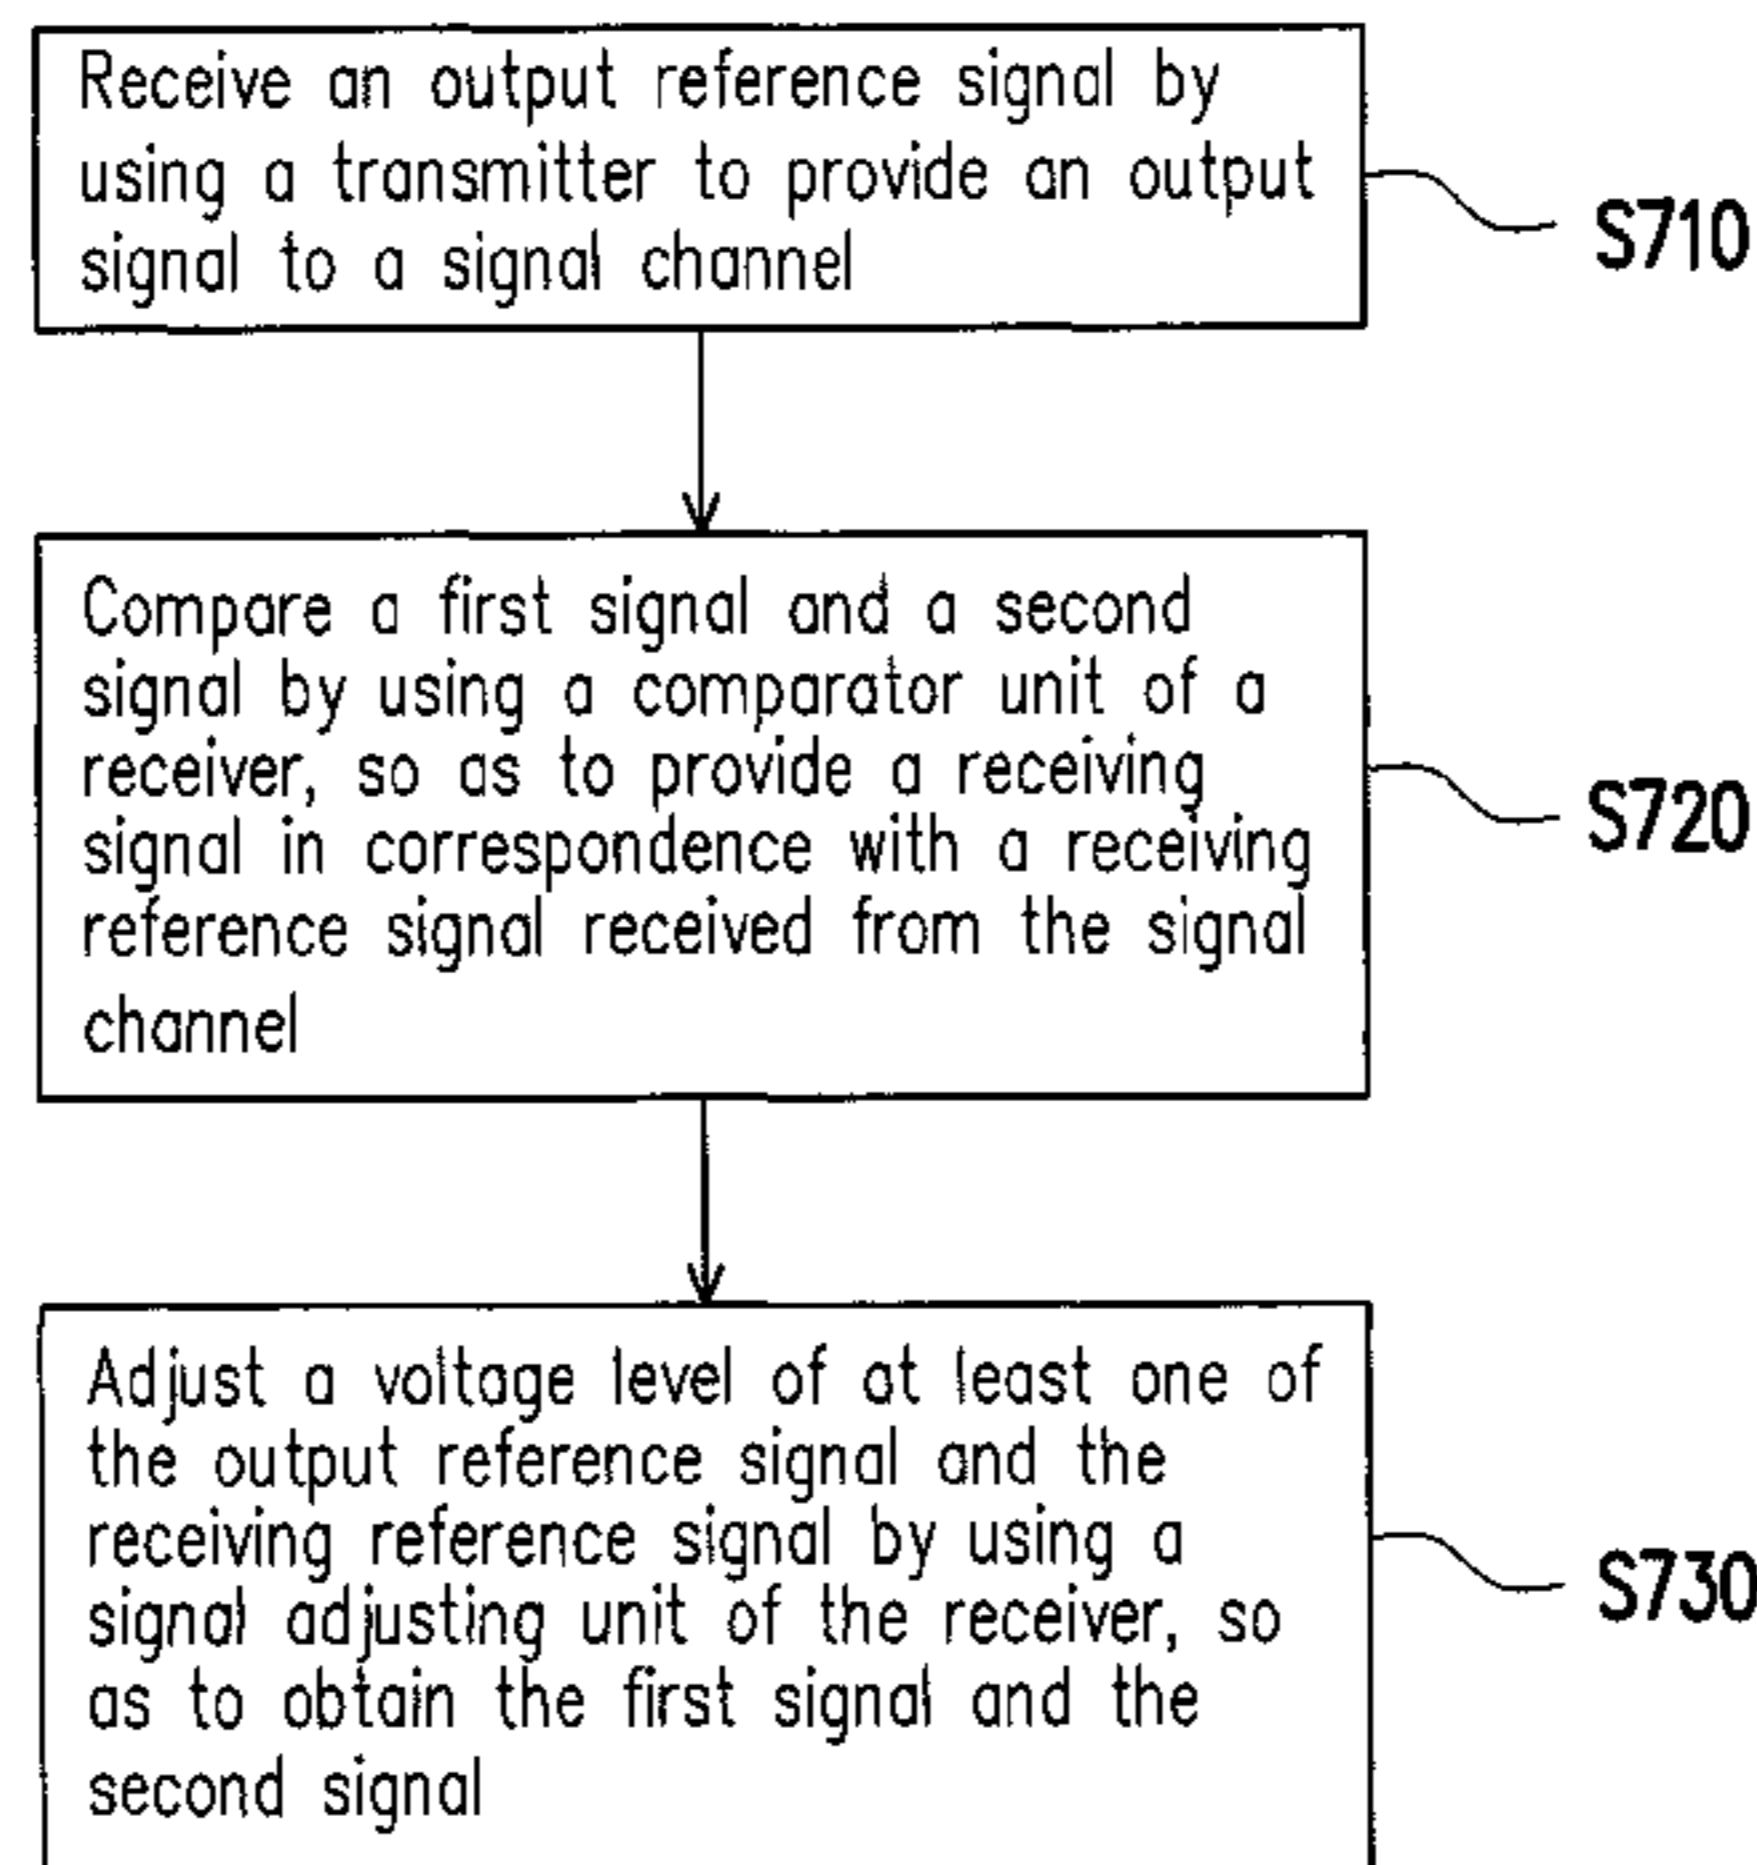 Receive an output reference signal by
using a transmitter to provide an output
signal to a signal channel
S710
Compare a first signal and a second
signal by using a comparator unit of a
receiver, so as to provide a receiving
signal in correspondence with a receiving
reference signal received from the signal
channel
S720
Adjust a voltage level of at least one of
the output reference signal and the
receiving reference signal by using a
signal adjusting unit of the receiver, so
as to obtain the first signal and the
second signal
S730